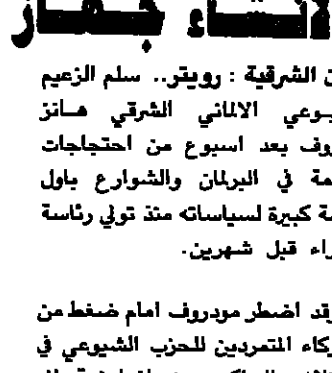 لانشاء جهاز
ن الشرقية : رويتر.. سلم الزعيم
يوعي الالماني الشرقي هانز
روف بعد اسبوع من احتجاجات
مة في البرلمان والشوارع باول
مة كبيرة لسياساته منذ تولي رئاسة
راء قبل شهرين.
وقد اضطر مودروف امام ضغط من
ركاء المتمردين للحزب الشيوعي في